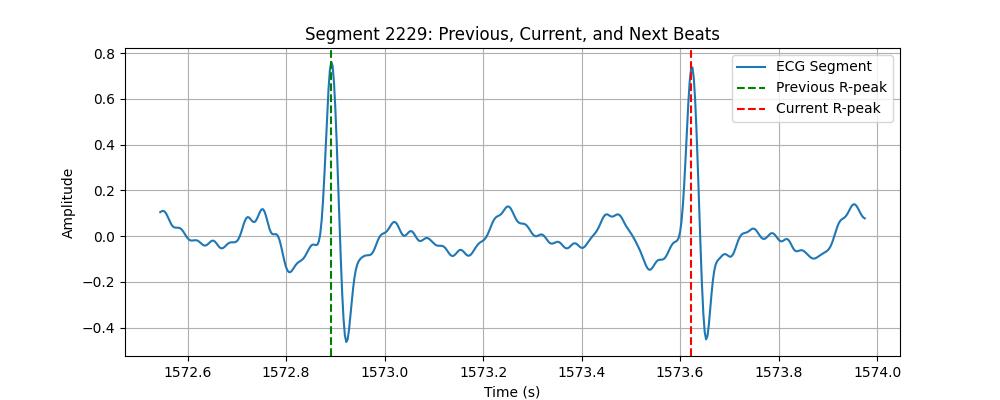 Segment 2229: Previous, Current, and Next Beats
0.8
0.6
0.4
0.2
0.0
−0.2
−0.4
Amplitude
ECG Segment
Previous R-peak
Current R-peak
1572.6 1572.8 1573.0 1573.2 1573.4 1573.6 1573.8 1574.0
Time (s)